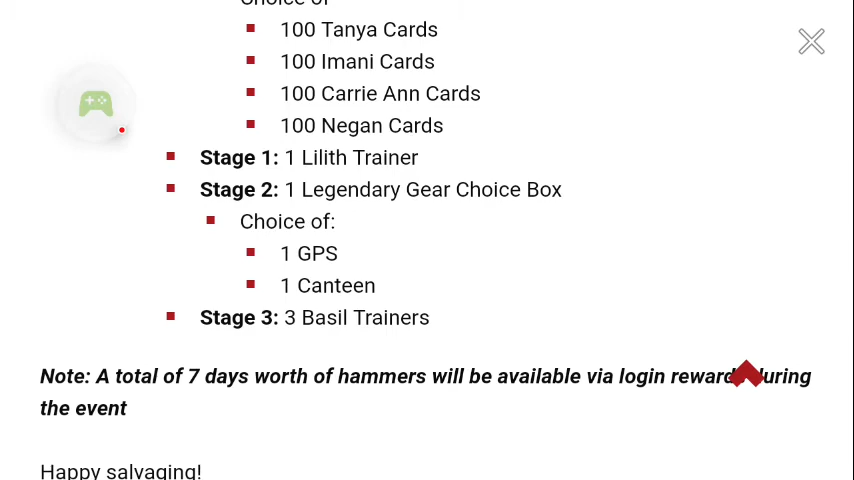 Choice of
100 Tanya Cards
100 Imani Cards
100 Carrie Ann Cards
100 Negan Cards
Stage 1: 1 Lilith Trainer
Stage 2: 1 Legendary Gear Choice Box
Choice of:
1 GPS
1 Canteen
Stage 3: 3 Basil Trainers
Note: A total of 7 days worth of hammers will be available via login rewards during
the event
Happy salvaging!